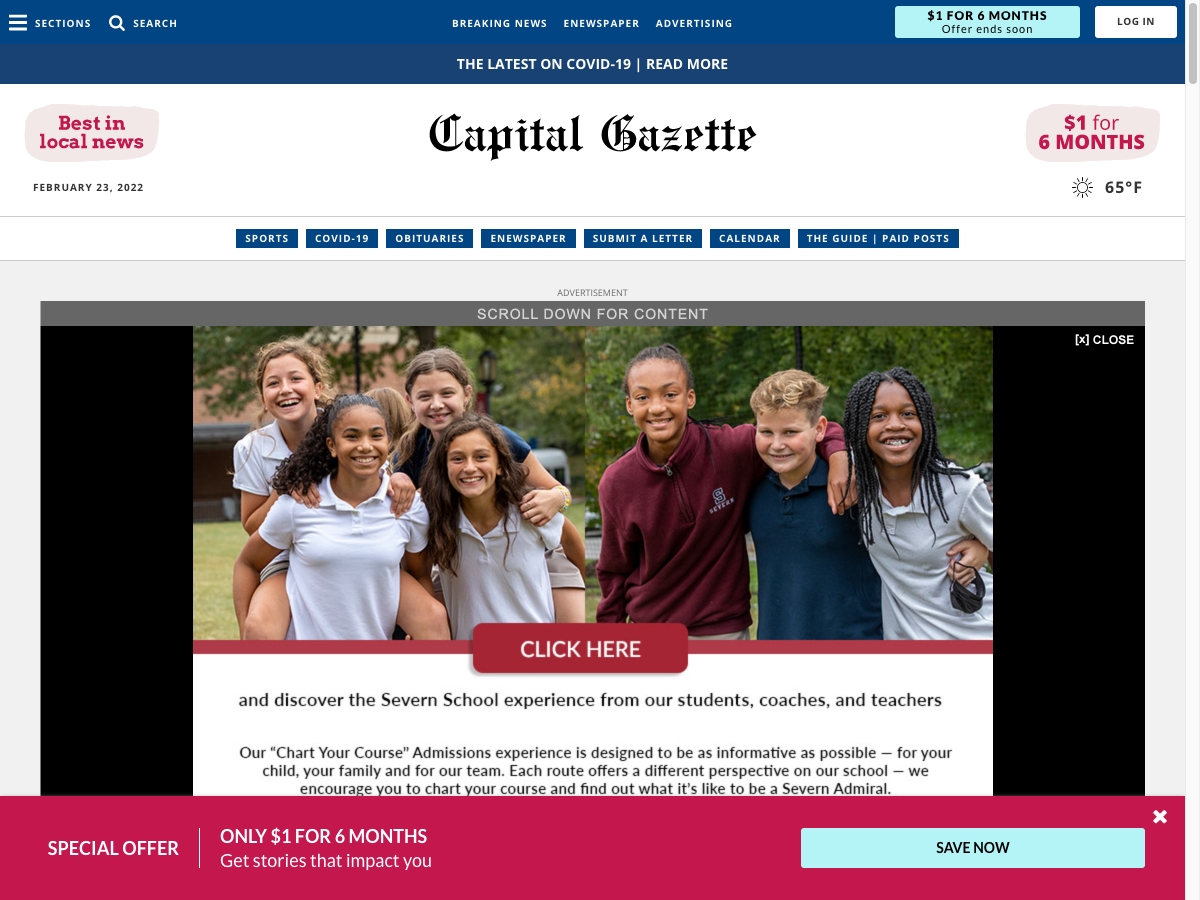 SECTIONS
SEARCH
BREAKING NEWS
ENEWSPAPER
ADVERTISING
$1 FOR 6 MONTHS
Offer ends soon
LOG IN
THE LATEST ON COVID-19 | READ MORE
Best in
local news
Capital Gazette
$1 for
6 MONTHS
FEBRUARY 23, 2022
65°F
SPORTS
COVID-19
OBITUARIES
ENEWSPAPER
SUBMIT A LETTER
CALENDAR
THE GUIDE | PAID POSTS
ADVERTISEMENT
SCROLL DOWN FOR CONTENT
[x] CLOSE
S
SEVERN
CLICK HERE
and discover the Severn School experience from our students, coaches, and teachers
Our “Chart Your Course” Admissions experience is designed to be as informative as possible — for your
child, your family and for our team. Each route offers a different perspective on our school — we
encourage you to chart your course and find out what it’s like to be a Severn Admiral.
SPECIAL OFFER
ONLY $1 FOR 6 MONTHS
Get stories that impact you
SAVE NOW